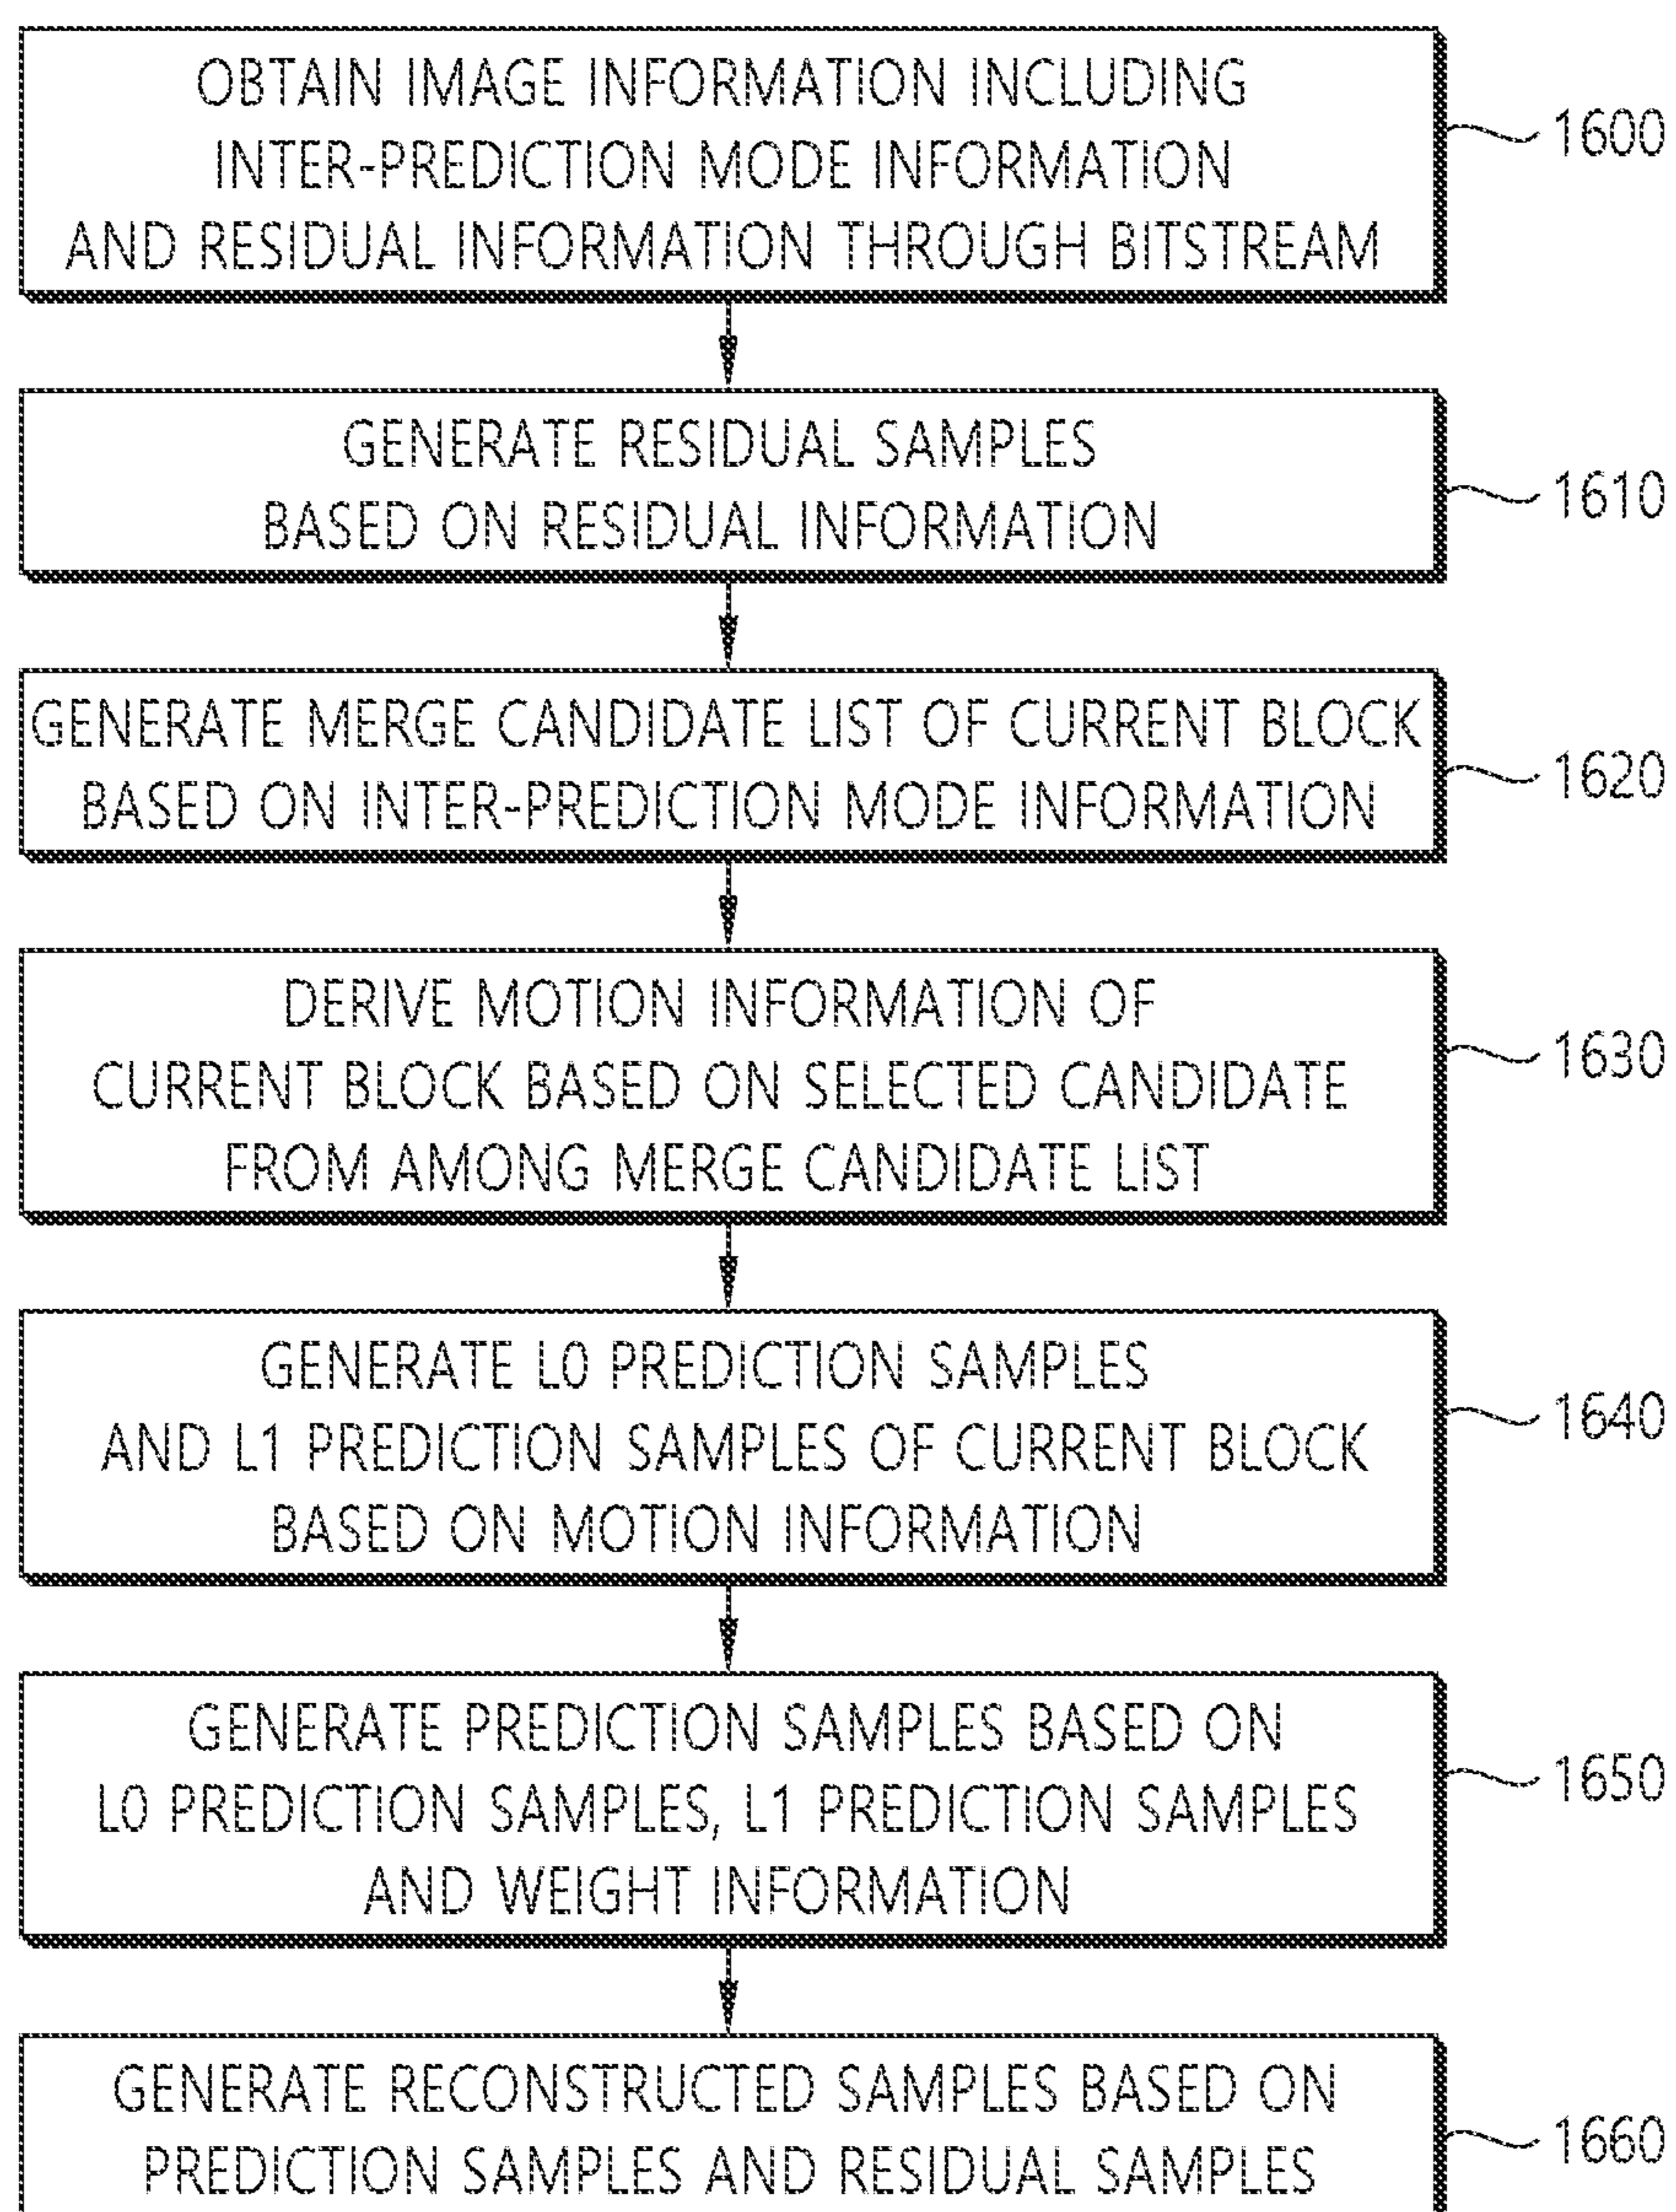 OBTAIN IMAGE INFORMATION INCLUDING
INTER-PREDICTION MODE INFORMATION
AND RESIDUAL INFORMATION THROUGH BITSTREAM
1600
GENERATE RESIDUAL SAMPLES
BASED ON RESIDUAL INFORMATION
1610
GENERATE MERGE CANDIDATE LIST OF CURRENT BLOCK
BASED ON INTER-PREDICTION MODE INFORMATION
1620
DERIVE MOTION INFORMATION OF
CURRENT BLOCK BASED ON SELECTED CANDIDATE
FROM AMONG MERGE CANDIDATE LIST
1630
GENERATE L0 PREDICTION SAMPLES
AND L1 PREDICTION SAMPLES OF CURRENT BLOCK
BASED ON MOTION INFORMATION
1640
GENERATE PREDICTION SAMPLES BASED ON
L0 PREDICTION SAMPLES, L1 PREDICTION SAMPLES
AND WEIGHT INFORMATION
1650
GENERATE RECONSTRUCTED SAMPLES BASED ON
PREDICTION SAMPLES AND RESIDUAL SAMPLES
1660